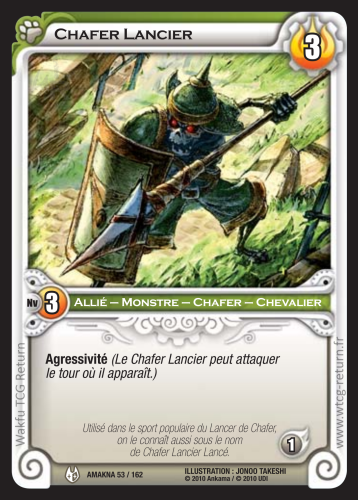 Chafer Lancier
3
Nv 3
Allié – Monstre – Chafer – Chevalier
Agressivité (Le Chafer Lancier peut attaquer
le tour où il apparaît.)
Utilisé dans le sport populaire du Lancer de Chafer,
on le connaît aussi sous le nom
de Chafer Lancier Lancé.
1
AMAKNA 53 / 162
ILLUSTRATION : JONOO TAKESHI
© 2010 Ankama / © 2010 UDI
Wakfu TCG Return
www.wtcg-return.fr